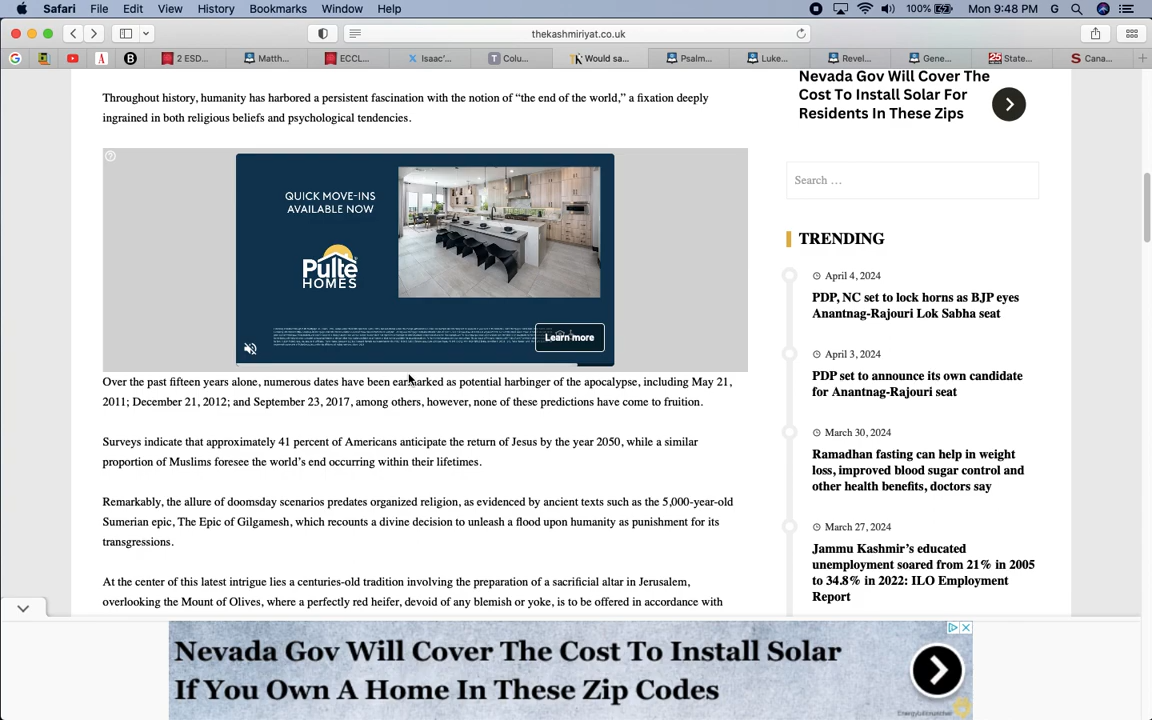 Safari File Edit View History Bookmarks Window Help
100% Mon 9:48 PM G
thekashmiriyat.co.uk
2 ESD... Matth... ECCL... Isaac'... Colu... Would sa... Psalm... Luke... Revel... Gene... State... Cana...
Throughout history, humanity has harbored a persistent fascination with the notion of “the end of the world,” a fixation deeply
ingrained in both religious beliefs and psychological tendencies.
QUICK MOVE-INS
AVAILABLE NOW
Pulte
HOMES
Learn more
Over the past fifteen years alone, numerous dates have been earmarked as potential harbinger of the apocalypse, including May 21,
2011; December 21, 2012; and September 23, 2017, among others, however, none of these predictions have come to fruition.
Surveys indicate that approximately 41 percent of Americans anticipate the return of Jesus by the year 2050, while a similar
proportion of Muslims foresee the world’s end occurring within their lifetimes.
Remarkably, the allure of doomsday scenarios predates organized religion, as evidenced by ancient texts such as the 5,000-year-old
Sumerian epic, The Epic of Gilgamesh, which recounts a divine decision to unleash a flood upon humanity as punishment for its
transgressions.
At the center of this latest intrigue lies a centuries-old tradition involving the preparation of a sacrificial altar in Jerusalem,
overlooking the Mount of Olives, where a perfectly red heifer, devoid of any blemish or yoke, is to be offered in accordance with
Nevada Gov Will Cover The
Cost To Install Solar For
Residents In These Zips
Search …
TRENDING
April 4, 2024
PDP, NC set to lock horns as BJP eyes
Anantnag-Rajouri Lok Sabha seat
April 3, 2024
PDP set to announce its own candidate
for Anantnag-Rajouri seat
March 30, 2024
Ramadhan fasting can help in weight
loss, improved blood sugar control and
other health benefits, doctors say
March 27, 2024
Jammu Kashmir’s educated
unemployment soared from 21% in 2005
to 34.8% in 2022: ILO Employment
Report
Nevada Gov Will Cover The Cost To Install Solar
If You Own A Home In These Zip Codes